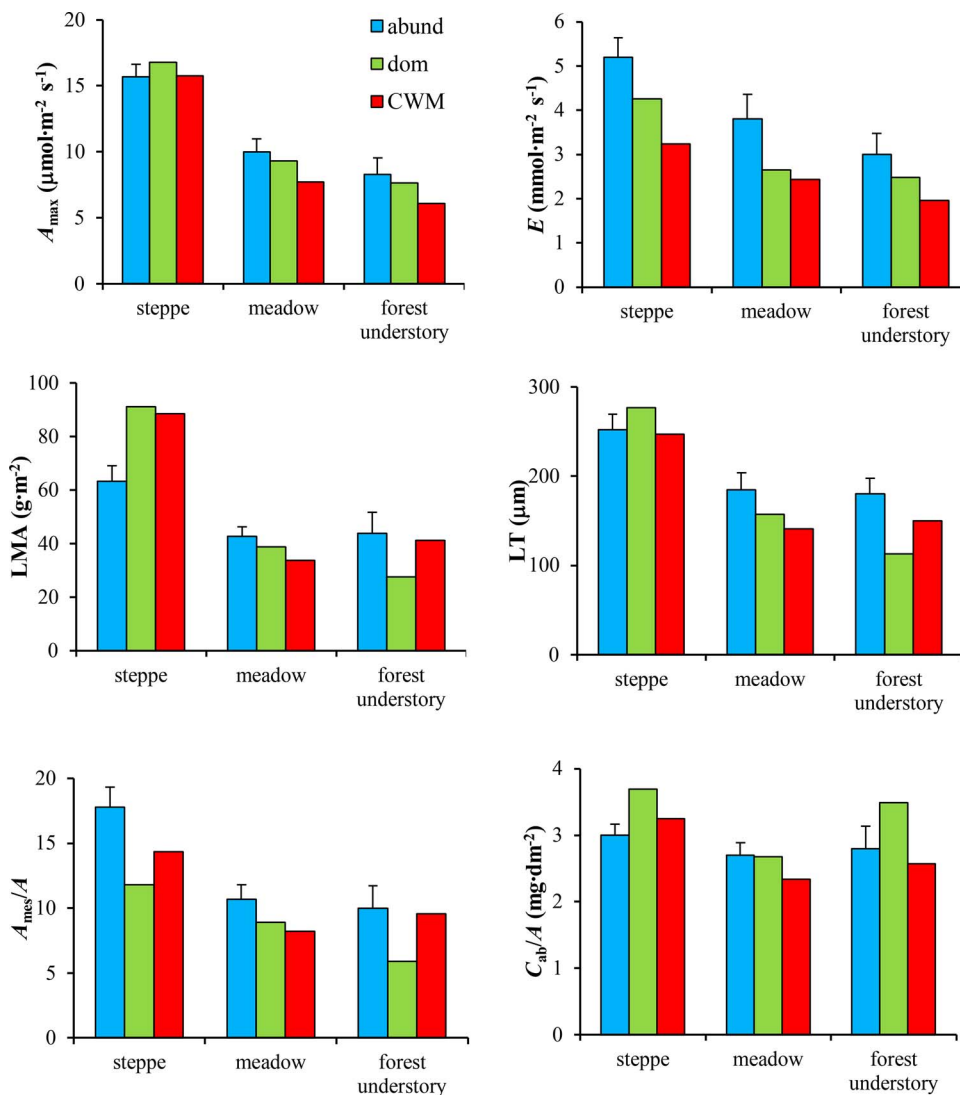 20
15
10
5
0
A_max (μmol·m⁻² s⁻¹)
abund
dom
CWM
steppe
meadow
forest
understory
6
5
4
3
2
1
0
E (mmol·m⁻² s⁻¹)
steppe
meadow
forest
understory
100
80
60
40
20
0
LMA (g·m⁻²)
steppe
meadow
forest
understory
300
200
100
0
LT (μm)
steppe
meadow
forest
understory
20
15
10
5
0
A_mes/A
steppe
meadow
forest
understory
4
3
2
1
0
C_ab/A (mg·dm⁻²)
steppe
meadow
forest
understory